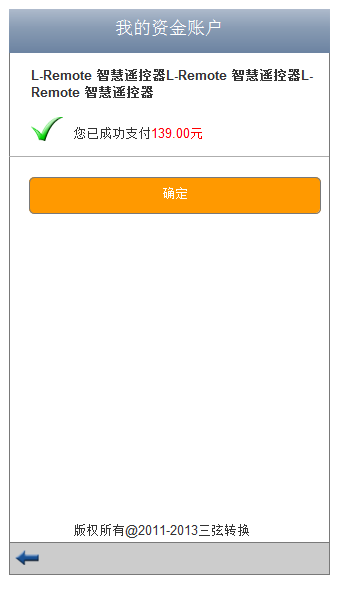 我的资金账户
L-Remote 智慧遥控器L-Remote 智慧遥控器L-
Remote 智慧遥控器
您已成功支付139.00元
确定
版权所有@2011-2013三弦转换